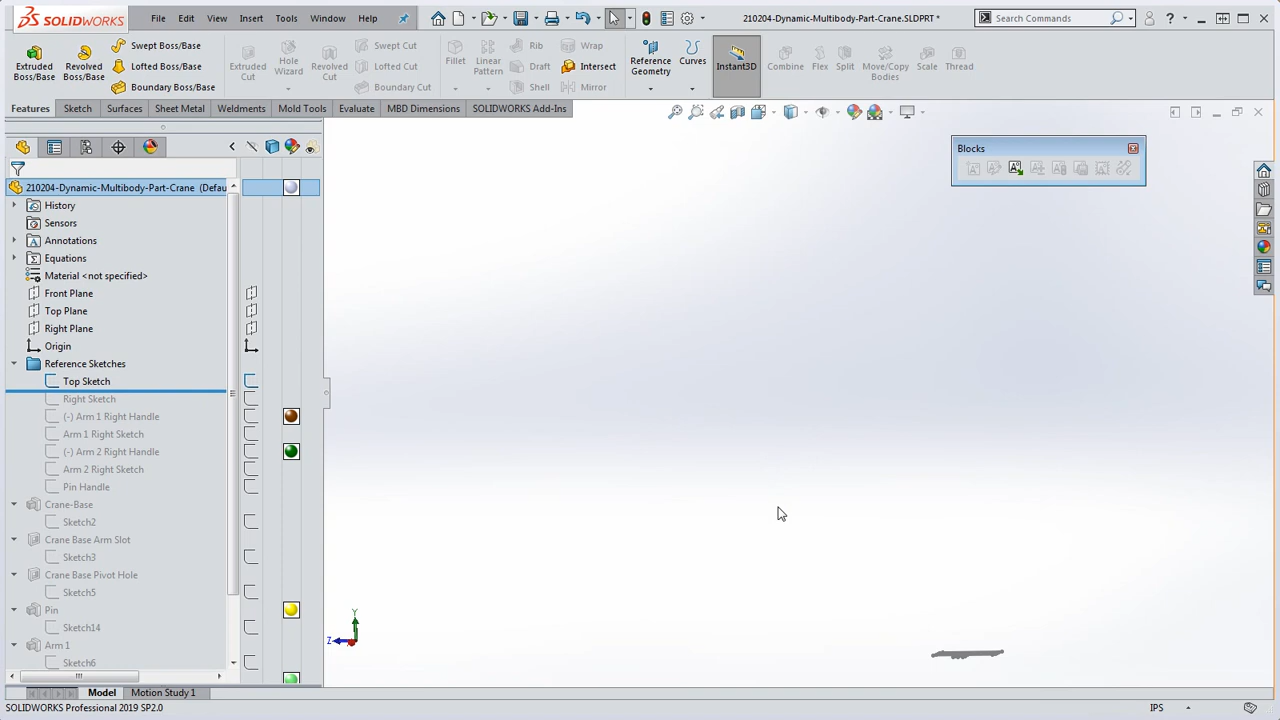 SOLIDWORKS
File Edit View Insert Tools Window Help
210204-Dynamic-Multibody-Part-Crane.SLDPRT *
Search Commands
Extruded Boss/Base
Revolved Boss/Base
Swept Boss/Base
Lofted Boss/Base
Boundary Boss/Base
Extruded Cut
Hole Wizard
Revolved Cut
Swept Cut
Lofted Cut
Boundary Cut
Fillet
Linear Pattern
Rib
Draft
Shell
Wrap
Intersect
Mirror
Reference Geometry
Curves
Instant3D
Combine
Flex
Split
Move/Copy Bodies
Scale
Thread
Features Sketch Surfaces Sheet Metal Weldments Mold Tools Evaluate MBD Dimensions SOLIDWORKS Add-Ins
Blocks
210204-Dynamic-Multibody-Part-Crane (Defau
History
Sensors
Annotations
Equations
Material <not specified>
Front Plane
Top Plane
Right Plane
Origin
Reference Sketches
Top Sketch
Right Sketch
(-) Arm 1 Right Handle
Arm 1 Right Sketch
(-) Arm 2 Right Handle
Arm 2 Right Sketch
Pin Handle
Crane-Base
Sketch2
Crane Base Arm Slot
Sketch3
Crane Base Pivot Hole
Sketch5
Pin
Sketch14
Arm 1
Sketch6
Y
Z
Model Motion Study 1
SOLIDWORKS Professional 2019 SP2.0
IPS